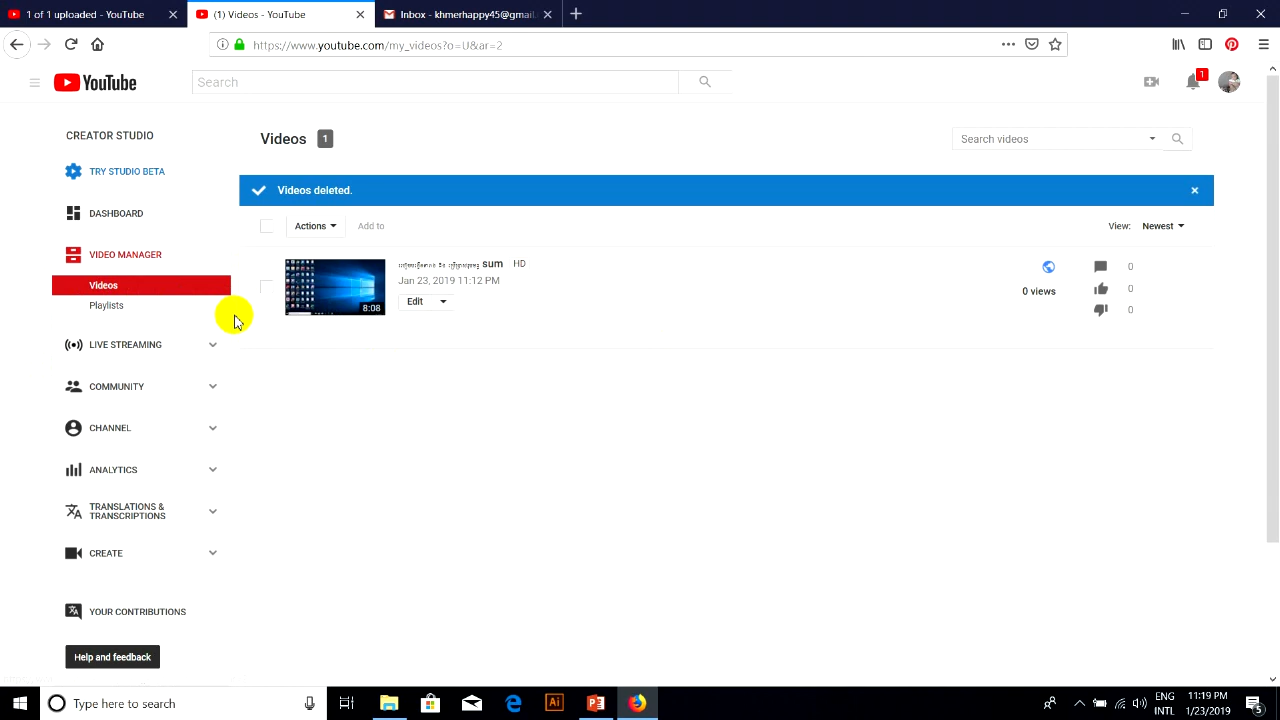 1 of 1 uploaded - YouTube
(1) Videos - YouTube
Inbox - khmerhappy45@gmail.
https://www.youtube.com/my_videos?o=U&ar=2
YouTube
Search
1
CREATOR STUDIO
Videos 1
Search videos
TRY STUDIO BETA
Videos deleted.
DASHBOARD
Actions
Add to
View: Newest
VIDEO MANAGER
sum HD
Videos
Jan 23, 2019 11:12 PM
0
0 views
0
Playlists
Edit
8:08
0
LIVE STREAMING
COMMUNITY
CHANNEL
ANALYTICS
TRANSLATIONS &
TRANSCRIPTIONS
CREATE
YOUR CONTRIBUTIONS
Help and feedback
Type here to search
Ai
ENG
INTL
11:19 PM
1/23/2019
5